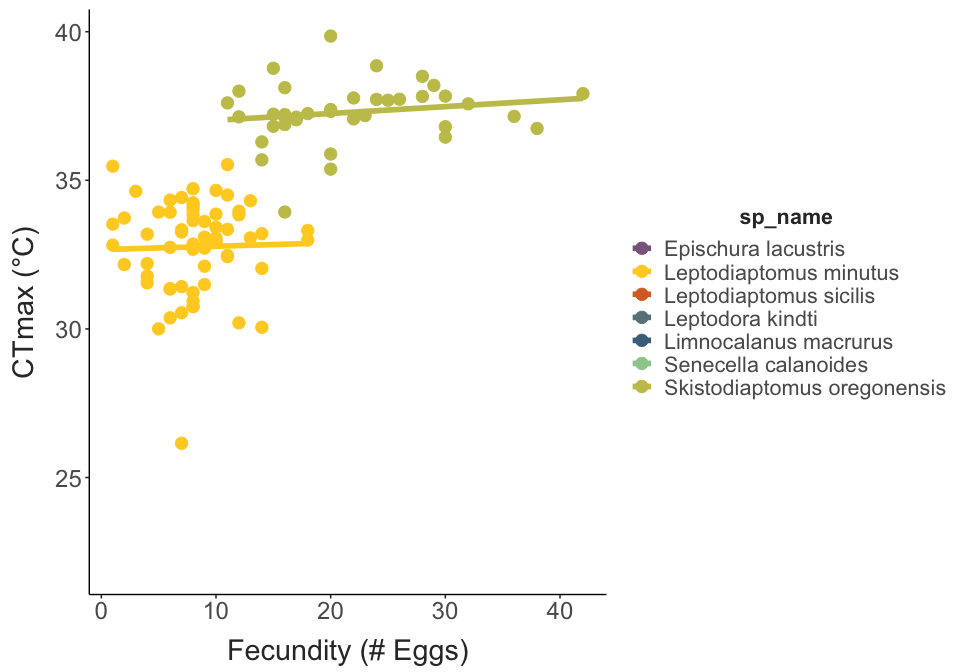 40
35
30
25
CTmax (°C)
0 10 20 30 40
Fecundity (# Eggs)
sp_name
Epischura lacustris
Leptodiaptomus minutus
Leptodiaptomus sicilis
Leptodora kindti
Limnocalanus macrurus
Senecella calanoides
Skistodiaptomus oregonensis